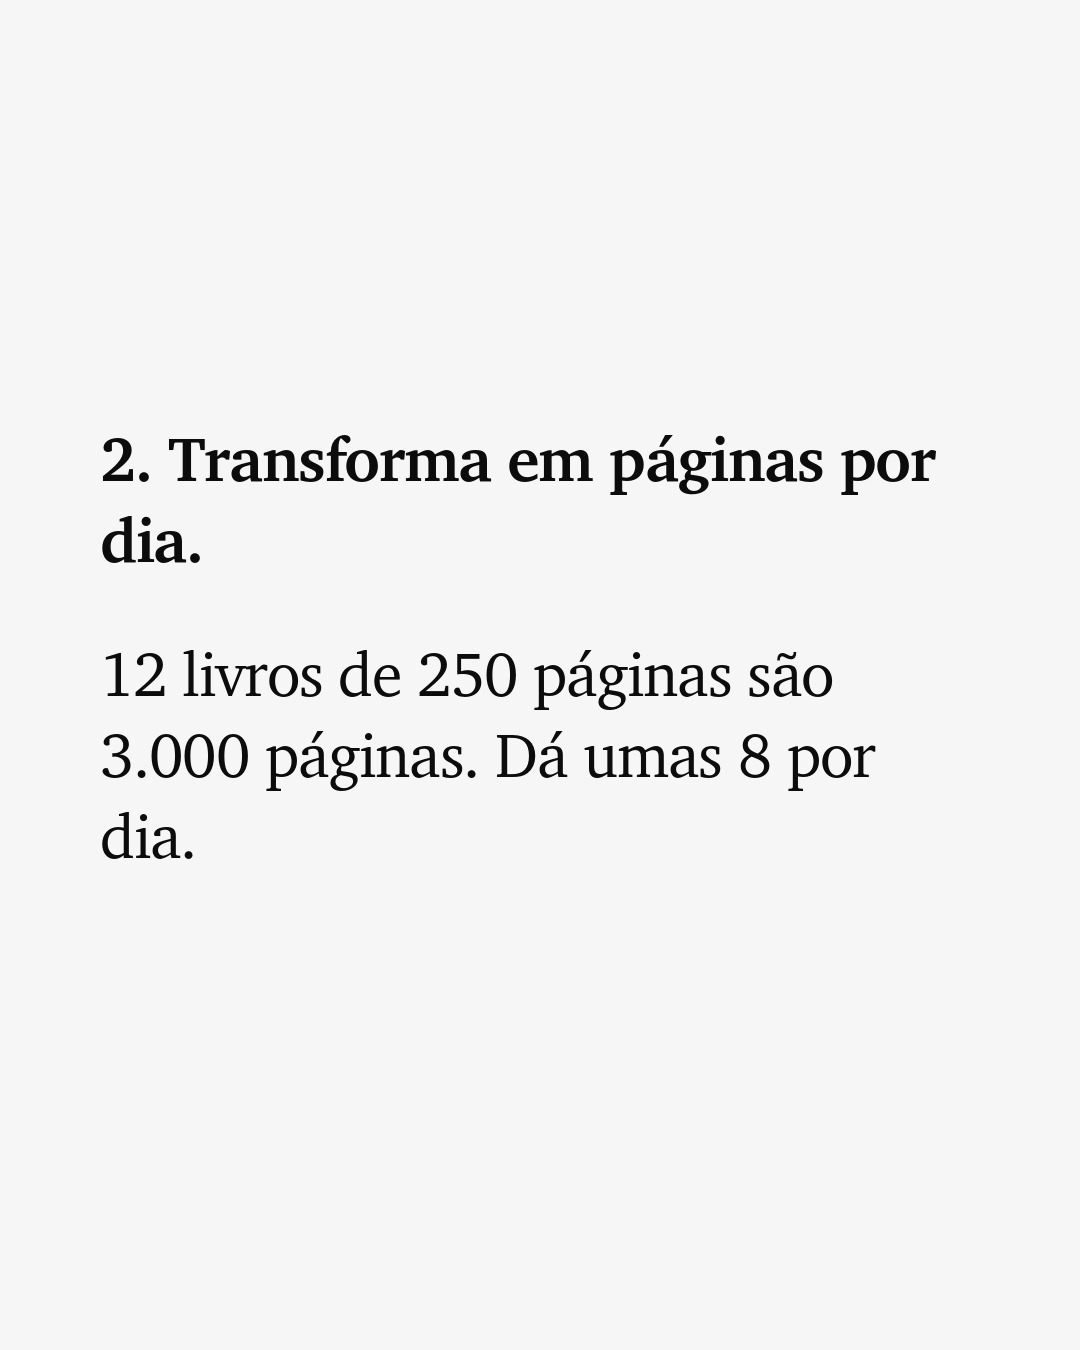 2. Transforma em páginas por
dia.
12 livros de 250 páginas são
3.000 páginas. Dá umas 8 por
dia.